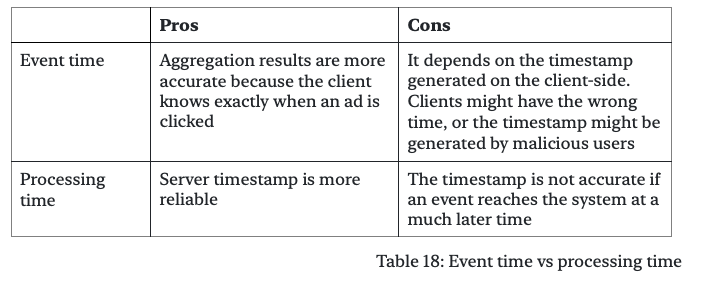 Pros
Cons
Event time
Aggregation results are more
accurate because the client
knows exactly when an ad is
clicked
It depends on the timestamp
generated on the client-side.
Clients might have the wrong
time, or the timestamp might be
generated by malicious users
Processing
time
Server timestamp is more
reliable
The timestamp is not accurate if
an event reaches the system at a
much later time
Table 18: Event time vs processing time